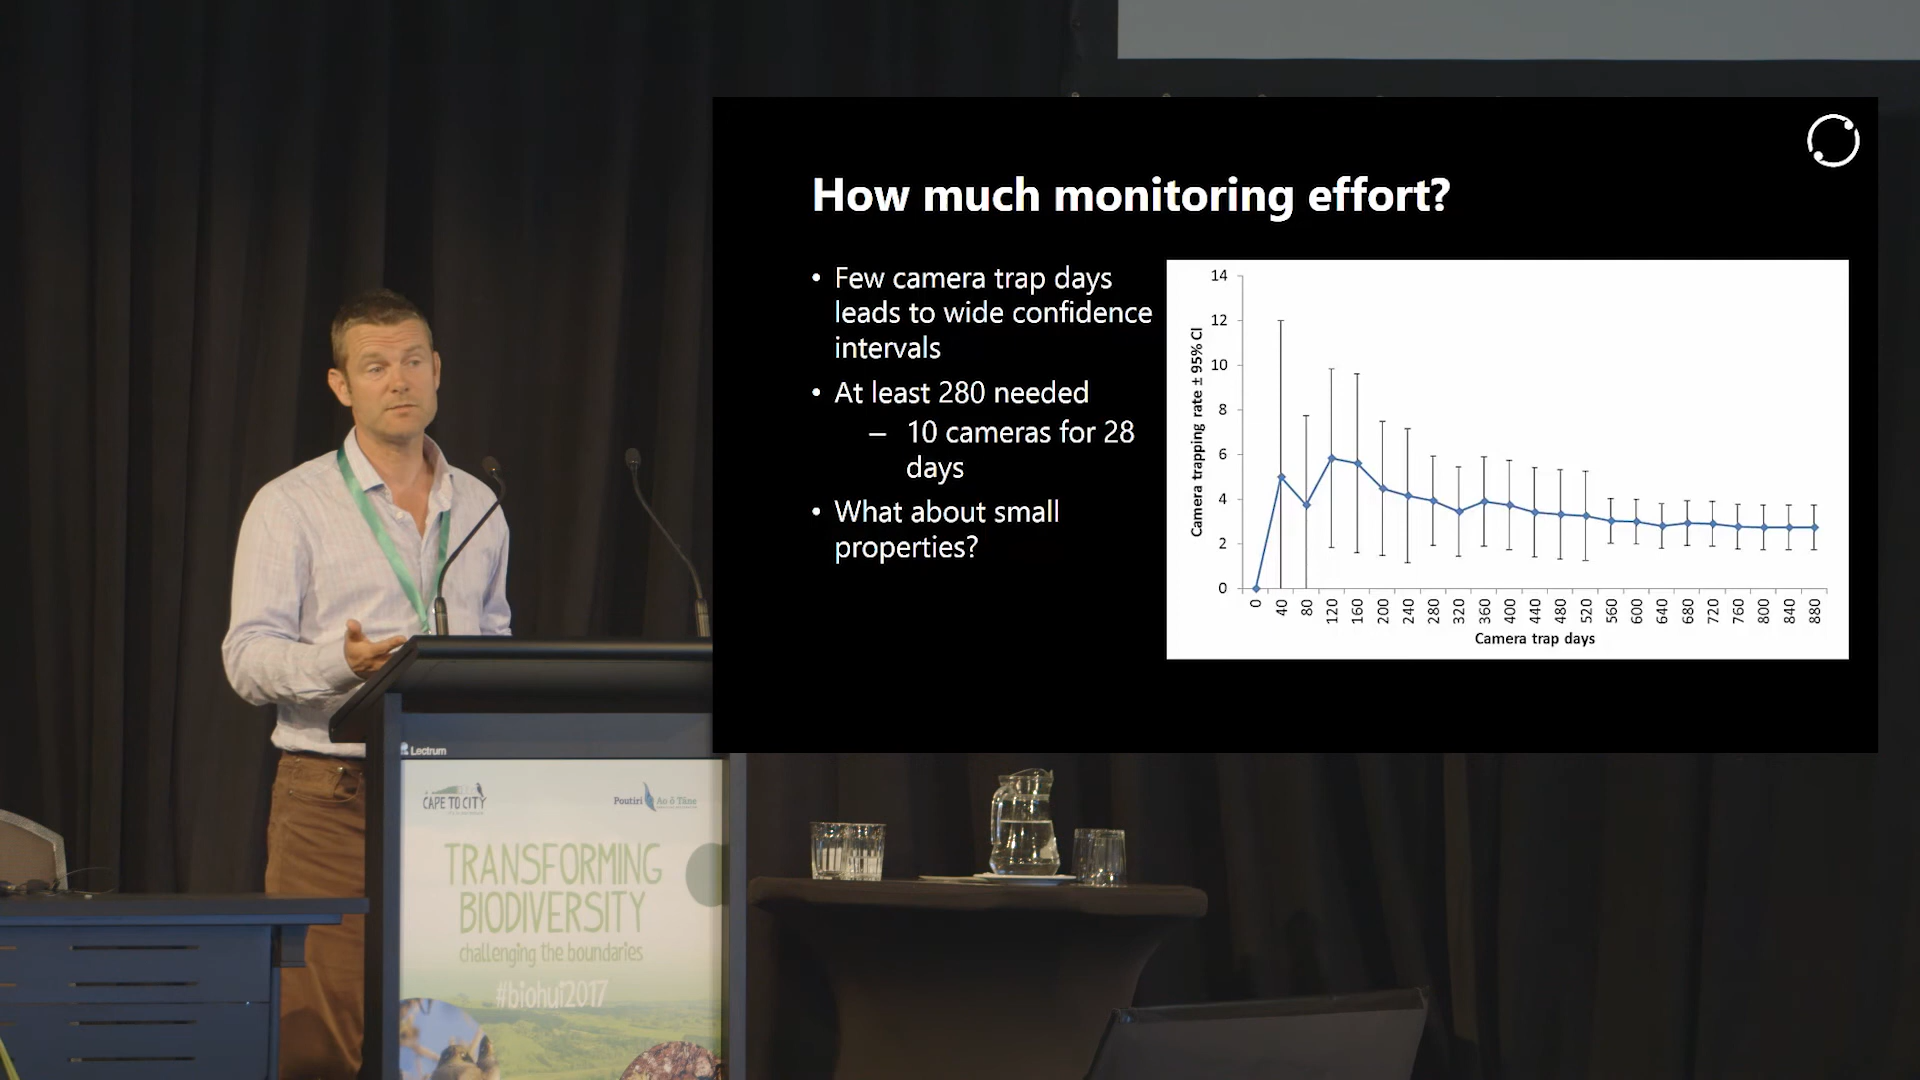 How much monitoring effort?
• Few camera trap days
leads to wide confidence
intervals
• At least 280 needed
– 10 cameras for 28
days
• What about small
properties?
Camera trapping rate ± 95% CI
14
12
10
8
6
4
2
0
0 40 80 120 160 200 240 280 320 360 400 440 480 520 560 600 640 680 720 760 800 840 880
Camera trap days
Lectrum
CAPE TO CITY
Poutiri Ao ō Tāne
TRANSFORMING
BIODIVERSITY
challenging the boundaries
#biohui2017